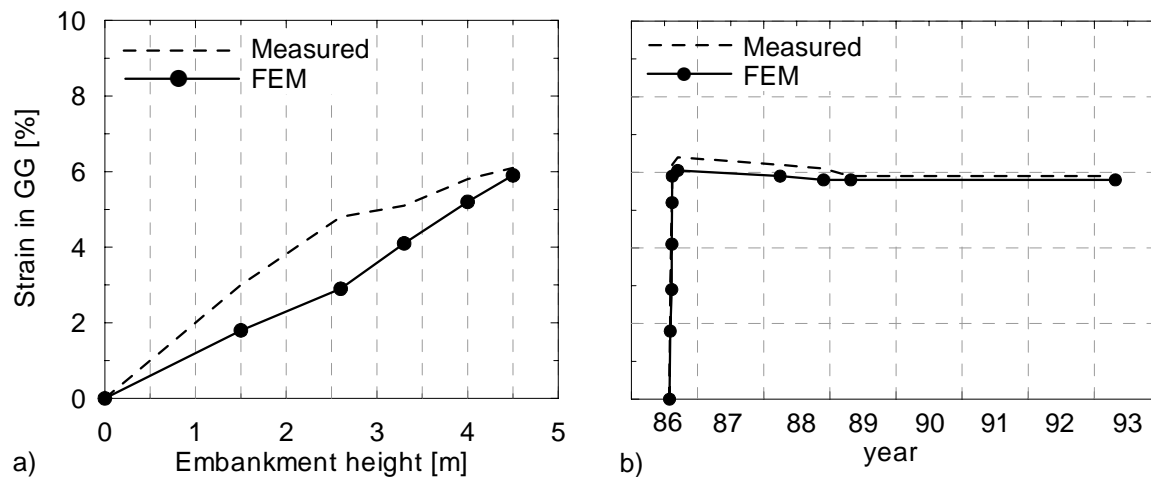 10
8
6
4
2
0
Strain in GG [%]
Measured
FEM
0 1 2 3 4 5
Embankment height [m]
a)
Measured
FEM
86 87 88 89 90 91 92 93
year
b)